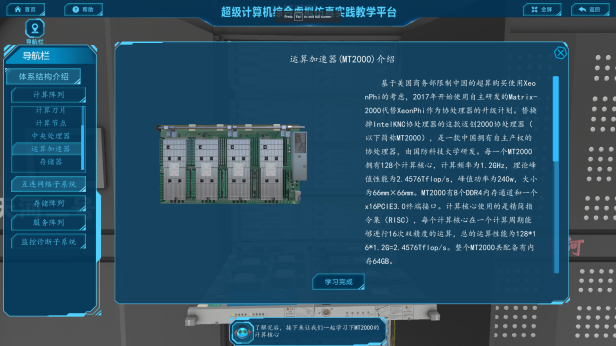 首页
帮助
超级计算机综合虚拟仿真实践教学平台
Press Esc to exit full screen
全屏
返回
导航栏
导航栏
体系结构介绍
计算阵列
计算刀片
计算节点
中央处理器
运算加速器
存储器
互连网络子系统
存储阵列
服务阵列
监控诊断子系统
运算加速器(MT2000)介绍
基于美国商务部限制中国的超算购买使用Xeo
nPhi的考虑，2017年开始使用自主研发的Matrix-
2000代替XeonPhi作为协处理器的升级计划。替换
掉IntelKNC协处理器的这款迈创2000协处理器（
以下简称MT2000），是一款中国拥有自主产权的
协处理器，由国防科技大学研发。每一个MT2000
拥有128个计算核心，计算频率为1.2GHz，理论峰
值性能为2.4576Tflop/s，峰值功率为240w，大小
为66mm×66mm。MT2000有8个DDR4内存通道和一个
x16PCIE3.0终端接口。计算核心使用的是精简指
令集（RISC），每个计算核心在一个计算周期能
够进行16次双精度的运算，总的运算性能为128*1
6*1.2G=2.4576Tflop/s。整个MT2000共配备有内
存64GB。
学习完成
了解完后，接下来让我们一起学习下MT2000的
计算核心